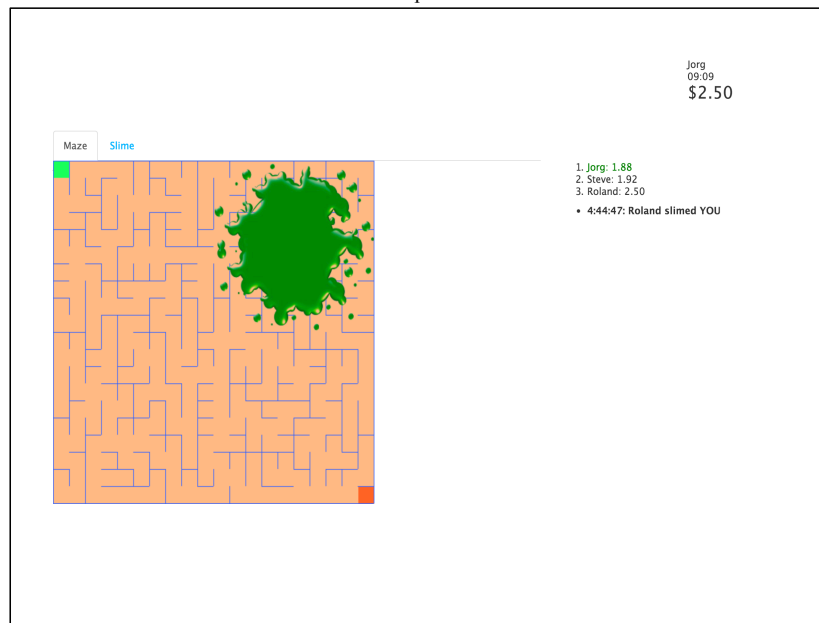 Jorg
09:09
$2.50
Maze Slime
1. Jorg: 1.88
2. Steve: 1.92
3. Roland: 2.50
• 4:44:47: Roland slimed YOU